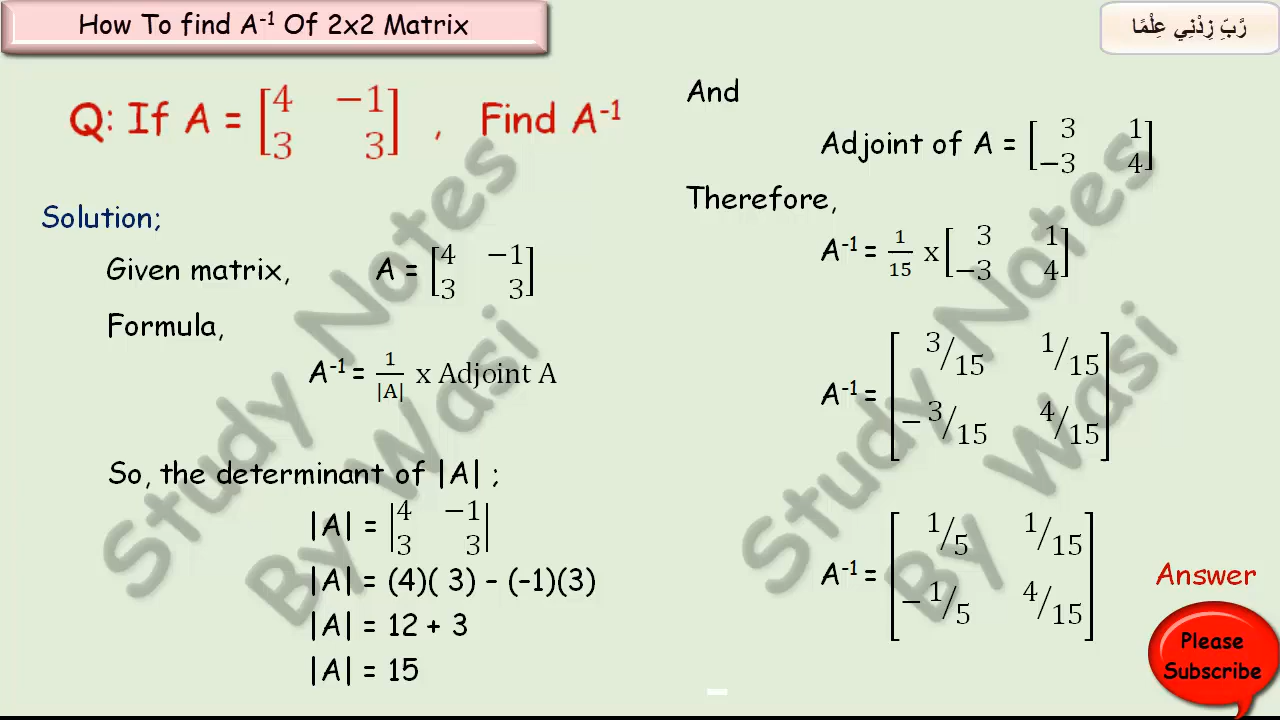 How To find A⁻¹ Of 2x2 Matrix
رَّبِّ زِدْنِي عِلْمًا
Q: If A = [4 −1
3 3] , Find A⁻¹
Solution;
Given matrix, A = [4 −1
3 3]
Formula,
A⁻¹ = 1/|A| x Adjoint A
So, the determinant of |A| ;
|A| = |4 −1
3 3|
|A| = (4)( 3) – (–1)(3)
|A| = 12 + 3
|A| = 15
And
Adjoint of A = [3 1
−3 4]
Therefore,
A⁻¹ = 1/15 x [3 1
−3 4]
A⁻¹ = [3/15 1/15
−3/15 4/15]
A⁻¹ = [1/5 1/15
−1/5 4/15]
Answer
Please
Subscribe
Study Notes
By Wasi
Study Notes
By Wasi